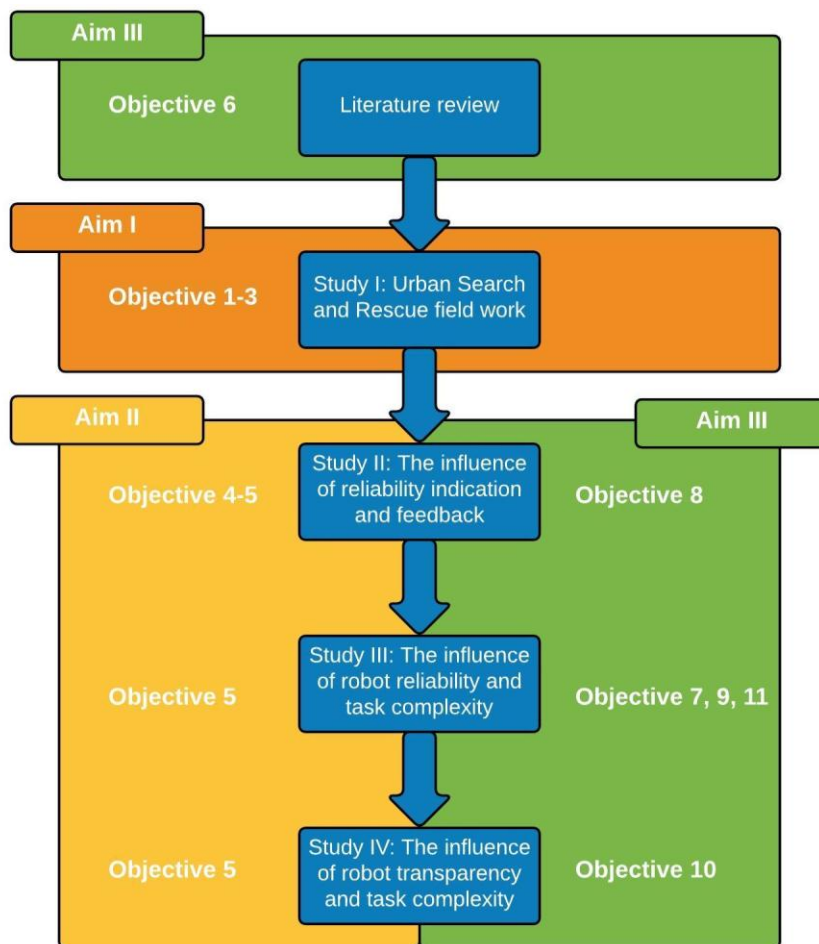 Aim III
Objective 6
Literature review
Aim I
Objective 1-3
Study I: Urban Search
and Rescue field work
Aim II
Aim III
Objective 4-5
Study II: The influence
of reliability indication
and feedback
Objective 8
Objective 5
Study III: The influence
of robot reliability and
task complexity
Objective 7, 9, 11
Objective 5
Study IV: The influence
of robot transparency
and task complexity
Objective 10